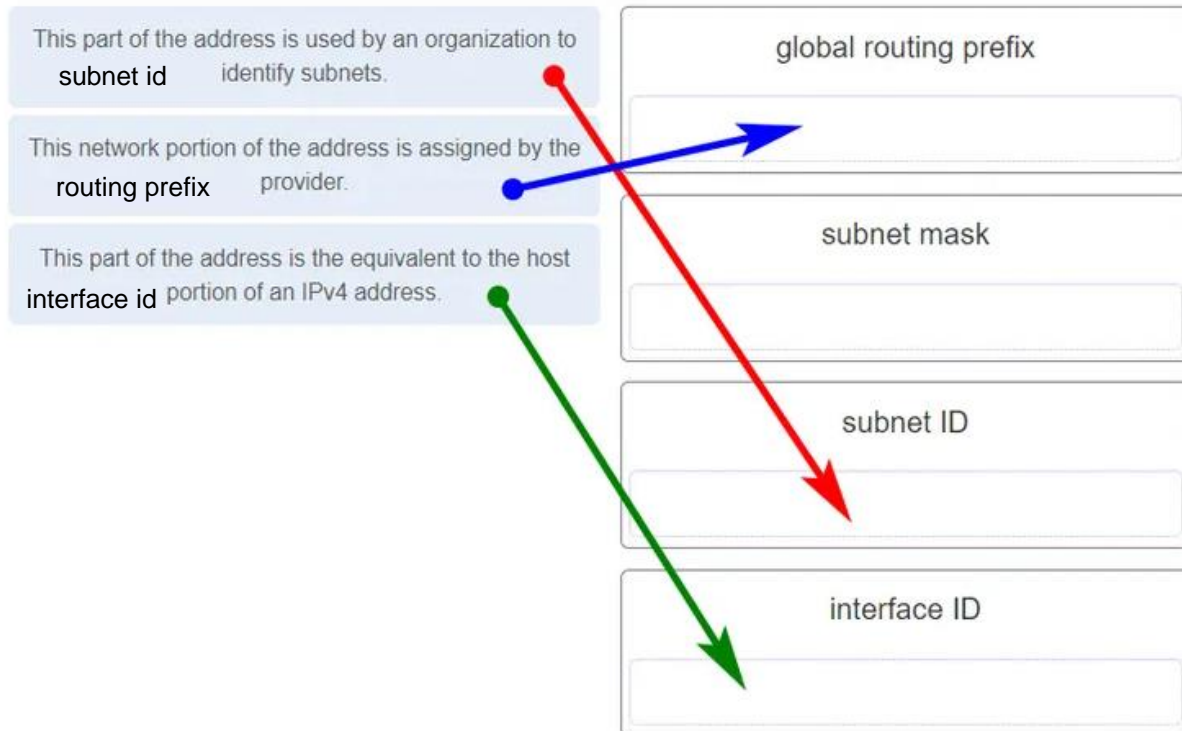 This part of the address is used by an organization to
subnet id identify subnets.
This network portion of the address is assigned by the
routing prefix provider.
This part of the address is the equivalent to the host
interface id portion of an IPv4 address.
global routing prefix
subnet mask
subnet ID
interface ID